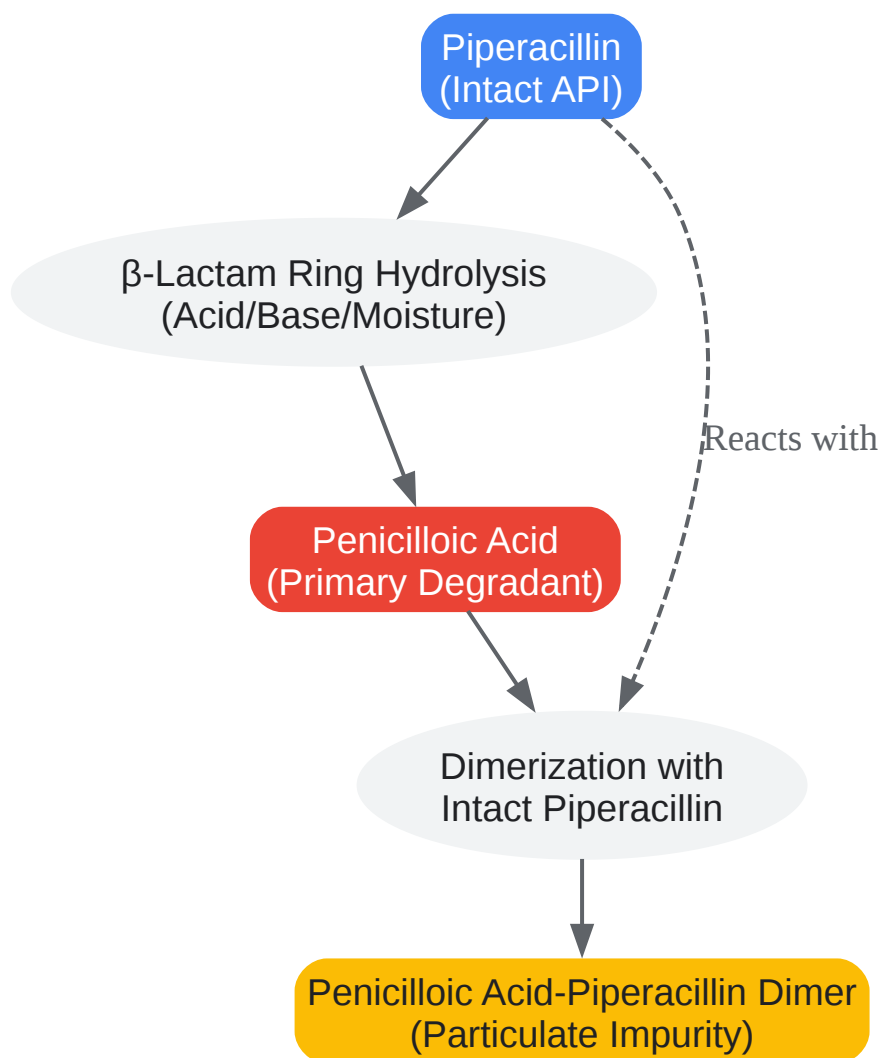 Piperacillin
(Intact API)
β-Lactam Ring Hydrolysis
(Acid/Base/Moisture)
Reacts with
Penicilloic Acid
(Primary Degradant)
Dimerization with
Intact Piperacillin
Penicilloic Acid-Piperacillin Dimer
(Particulate Impurity)